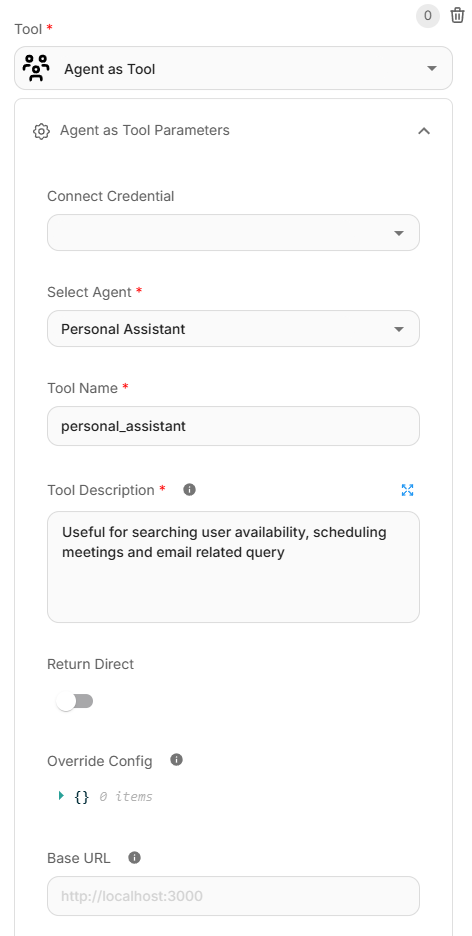 0
Tool *
Agent as Tool
Agent as Tool Parameters
Connect Credential
Select Agent *
Personal Assistant
Tool Name *
personal_assistant
Tool Description *
Useful for searching user availability, scheduling
meetings and email related query
Return Direct
Override Config
{} 0 items
Base URL
http://localhost:3000